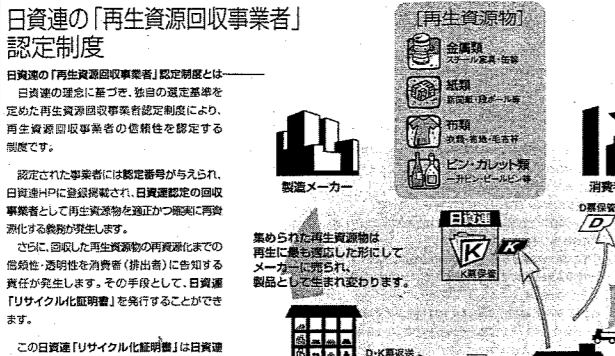 日資連の「再生資源回収事業者」
認定制度
日資連の「再生資源回収事業者」認定制度とは
日資連の理念に基づき、独自の選定基準を
定めた再生資源回収事業者認定制度により、
再生資源回収事業者の信頼性を認定する
制度です。
認定された事業者には認定番号が与えられ、
日資連HPに登録掲載され、日資連認定の回収
事業者として再生資源物を適正かつ確実に再資
源化する義務が発生します。
さらに、回収した再生資源物の再資源化までの
信頼性・透明性を消費者(排出者)に告知する
責任が発生します。その手段として、日資連
「リサイクル化証明書」を発行することができ
ます。
この日資連「リサイクル化証明書」は日資連
[再生資源物]
金属類
スチール家具・缶等
紙類
新聞紙・段ボール等
布類
衣類・古着・毛布等
ビン・カレット類
一升ビン・ビールビン等
製造メーカー
消費
D票保管
D
日資連
K
K
K票保管
集められた再生資源物は
再生に最も適応した形にして
メーカーに売られ、
製品として生まれ変わります。
D・K票返送